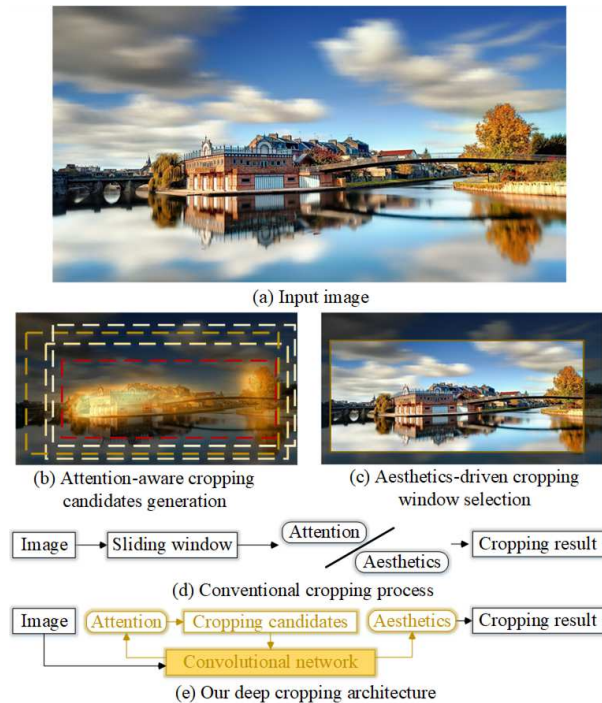 (a) Input image
(b) Attention-aware cropping
candidates generation
(c) Aesthetics-driven cropping
window selection
Image Sliding window Attention Aesthetics Cropping result
(d) Conventional cropping process
Image Attention Cropping candidates Aesthetics Cropping result
Convolutional network
(e) Our deep cropping architecture